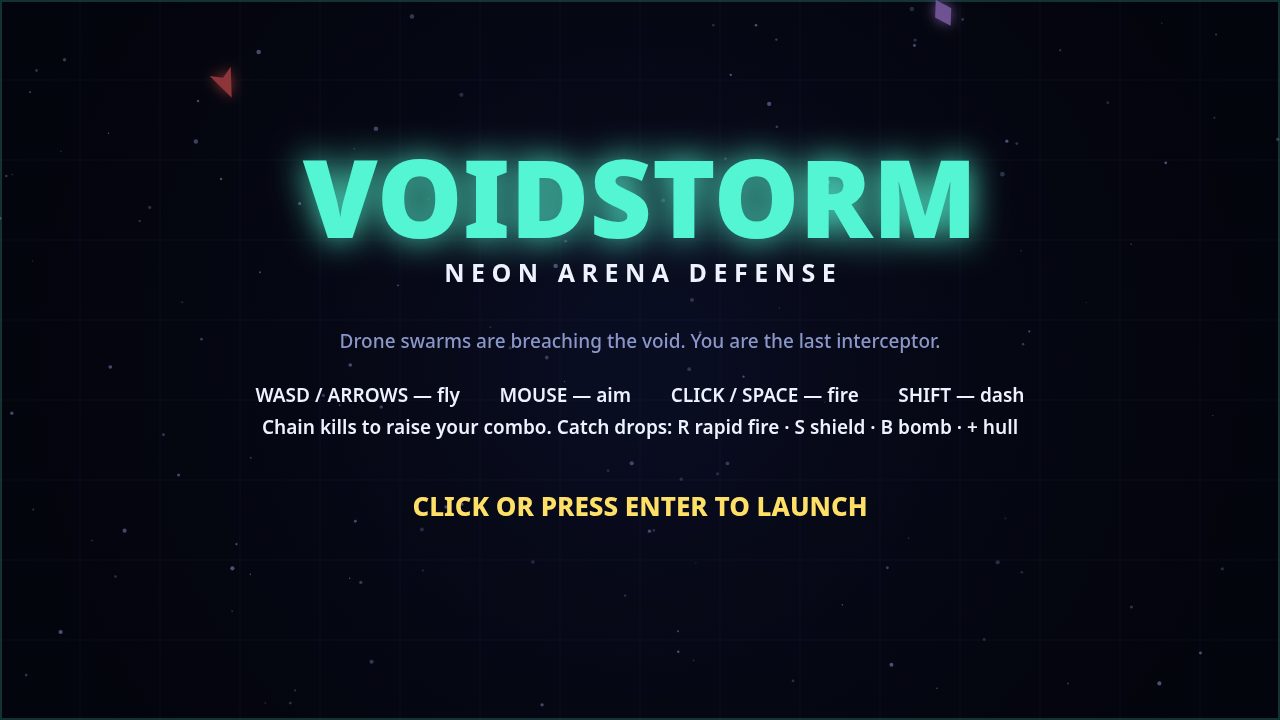 VOIDSTORM
NEON ARENA DEFENSE
Drone swarms are breaching the void. You are the last interceptor.
WASD / ARROWS — fly MOUSE — aim CLICK / SPACE — fire SHIFT — dash
Chain kills to raise your combo. Catch drops: R rapid fire · S shield · B bomb · + hull
CLICK OR PRESS ENTER TO LAUNCH